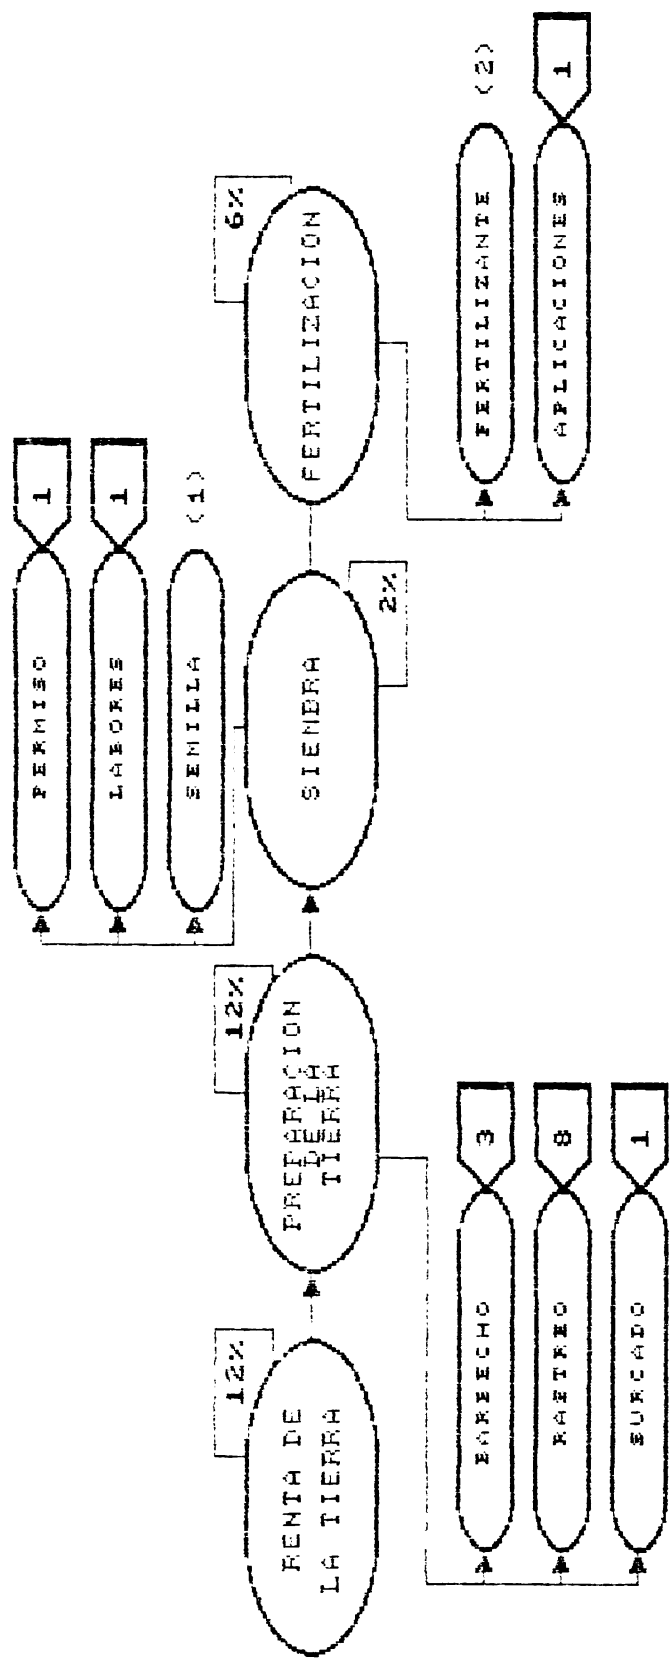 RENTA DE
LA TIERRA
12%
PREPARACION
DE LA
TIERRA
12%
BARBECHO
3
RASTREO
8
SURCADO
1
SIEMBRA
2%
PERMISO
1
LABORES
1
SEMILLA
(1)
FERTILIZACION
6%
FERTILIZANTE
(2)
APLICACIONES
1